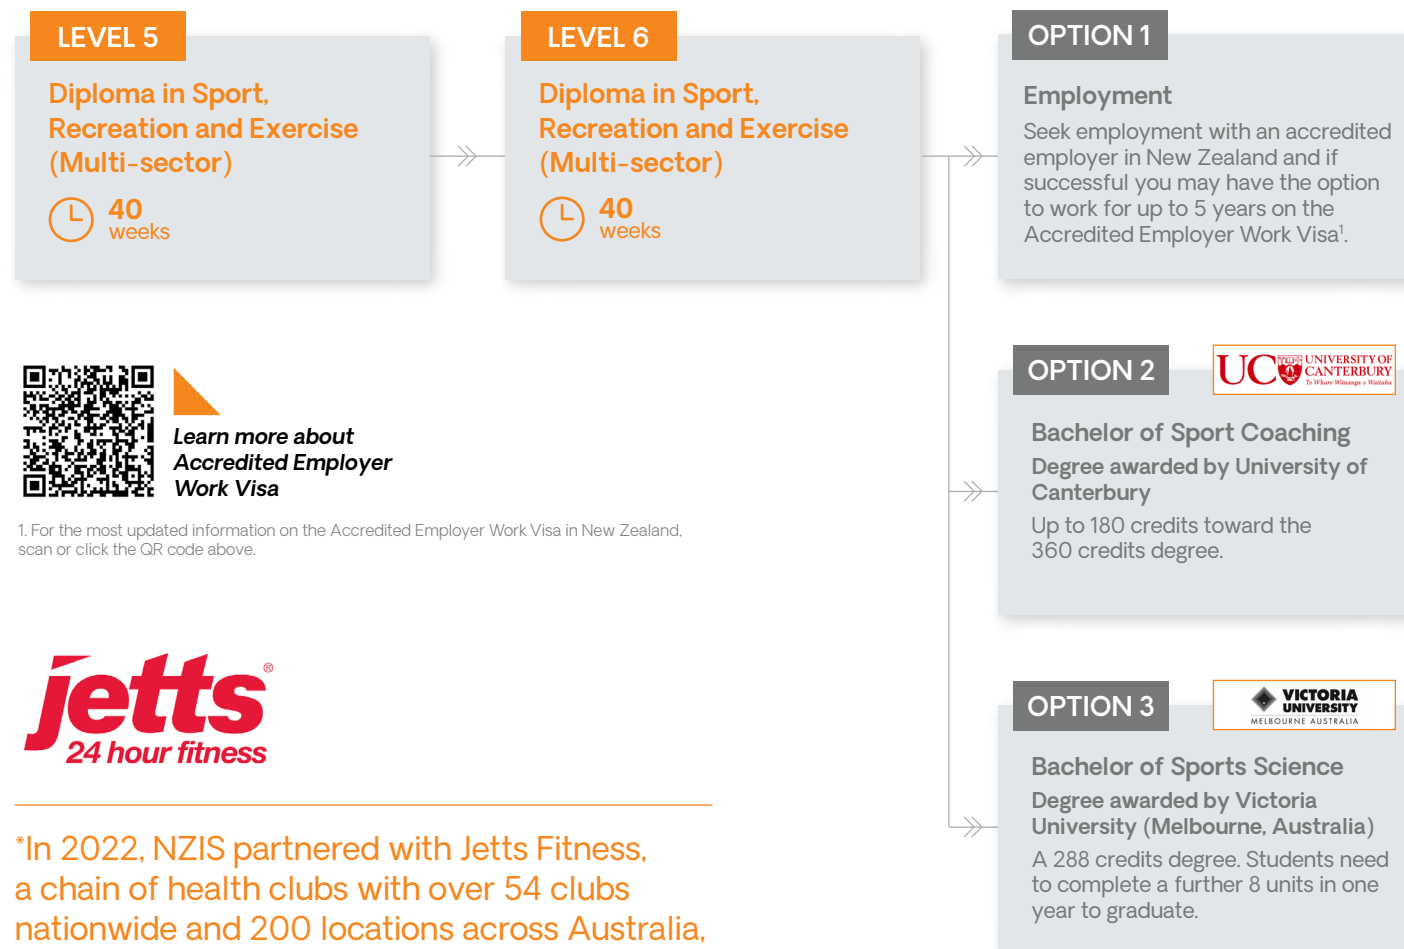 LEVEL 5
Diploma in Sport,
Recreation and Exercise
(Multi-sector)
40
weeks
LEVEL 6
Diploma in Sport,
Recreation and Exercise
(Multi-sector)
40
weeks
OPTION 1
Employment
Seek employment with an accredited
employer in New Zealand and if
successful you may have the option
to work for up to 5 years on the
Accredited Employer Work Visa¹.
Learn more about
Accredited Employer
Work Visa
1. For the most updated information on the Accredited Employer Work Visa in New Zealand,
scan or click the QR code above.
OPTION 2
UC UNIVERSITY OF
CANTERBURY
Te Whare Wānanga o Waitaha
Bachelor of Sport Coaching
Degree awarded by University of
Canterbury
Up to 180 credits toward the
360 credits degree.
jetts®
24 hour fitness
OPTION 3
VICTORIA
UNIVERSITY
MELBOURNE AUSTRALIA
Bachelor of Sports Science
Degree awarded by Victoria
University (Melbourne, Australia)
A 288 credits degree. Students need
to complete a further 8 units in one
year to graduate.
*In 2022, NZIS partnered with Jetts Fitness,
a chain of health clubs with over 54 clubs
nationwide and 200 locations across Australia,